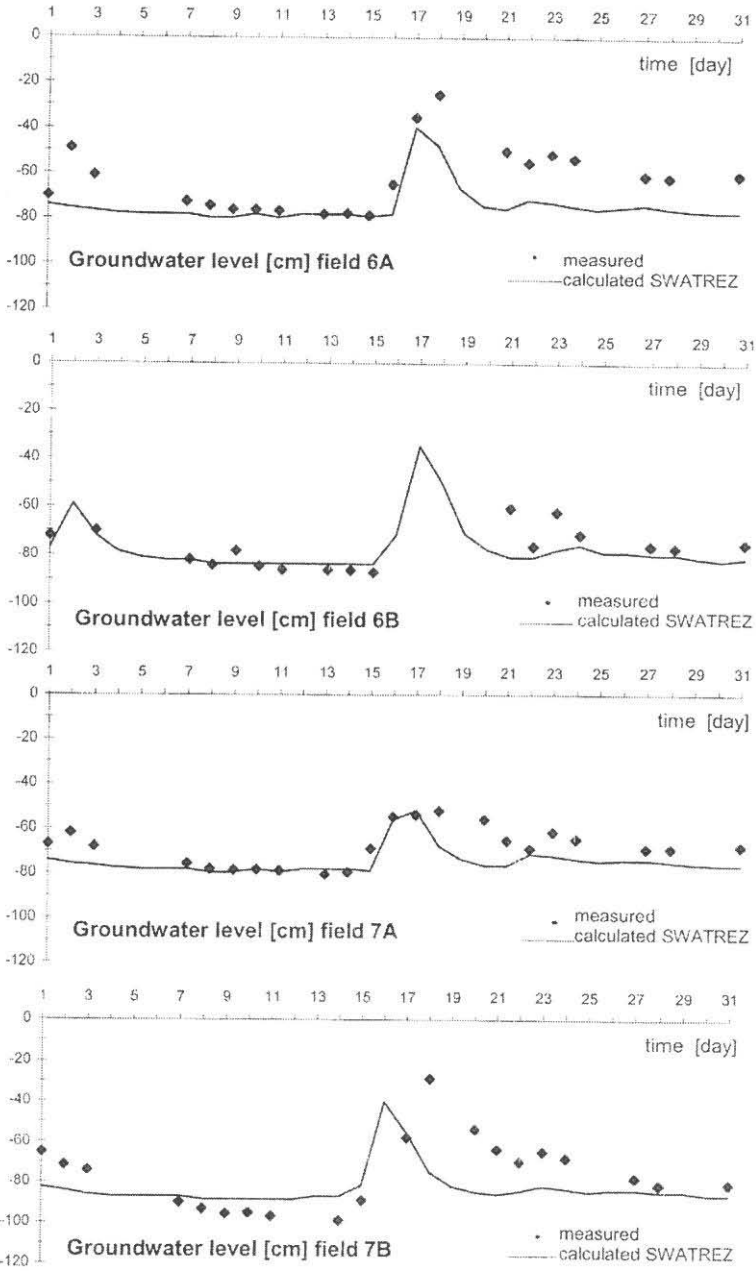 1 3 5 7 9 11 13 15 17 19 21 23 25 27 29 31
0
time [day]
-20
-40
-60
-80
-100
Groundwater level [cm] field 6A
measured
calculated SWATREZ
-120
1 3 5 7 9 11 13 15 17 19 21 23 25 27 29 31
0
time [day]
-20
-40
-60
-80
-100
Groundwater level [cm] field 6B
measured
calculated SWATREZ
-120
1 3 5 7 9 11 13 15 17 19 21 23 25 27 29 31
0
time [day]
-20
-40
-60
-80
-100
Groundwater level [cm] field 7A
measured
calculated SWATREZ
-120
1 3 5 7 9 11 13 15 17 19 21 23 25 27 29 31
0
time [day]
-20
-40
-60
-80
-100
Groundwater level [cm] field 7B
measured
calculated SWATREZ
-120